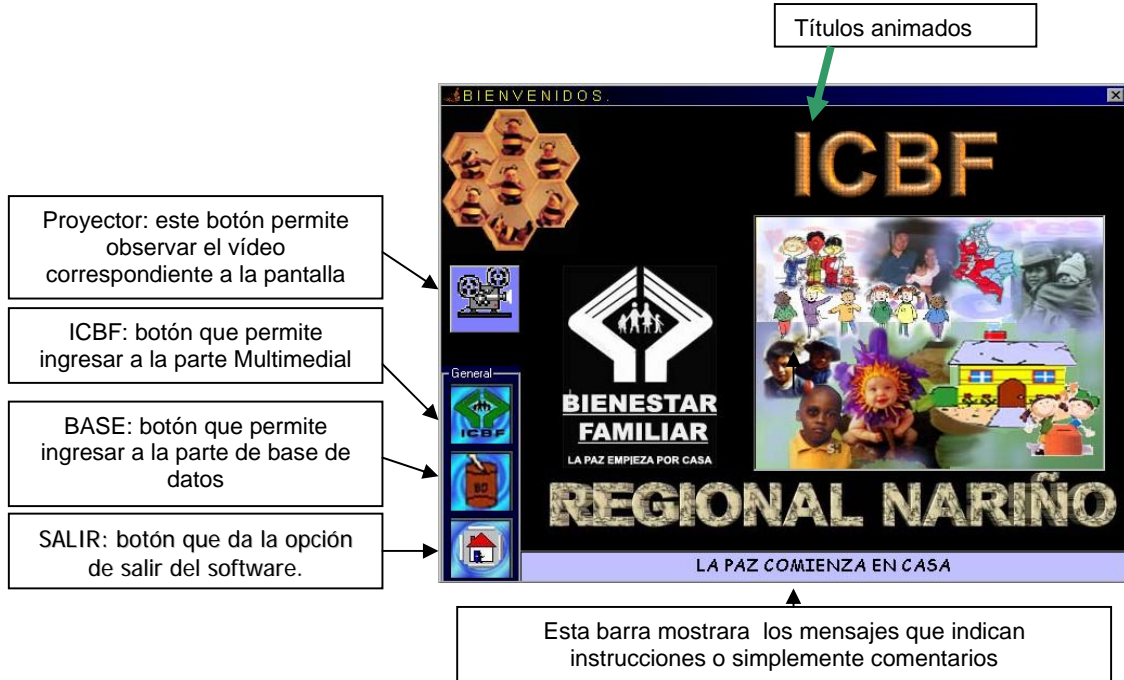 Títulos animados
BIENVENIDOS.
ICBF
Proyector: este botón permite
observar el vídeo
correspondiente a la pantalla
ICBF: botón que permite
ingresar a la parte Multimedial
General
ICBF
BIENESTAR
FAMILIAR
LA PAZ EMPIEZA POR CASA
BASE: botón que permite
ingresar a la parte de base de
datos
BD
REGIONAL NARIÑO
SALIR: botón que da la opción
de salir del software.
LA PAZ COMIENZA EN CASA
Esta barra mostrara los mensajes que indican
instrucciones o simplemente comentarios